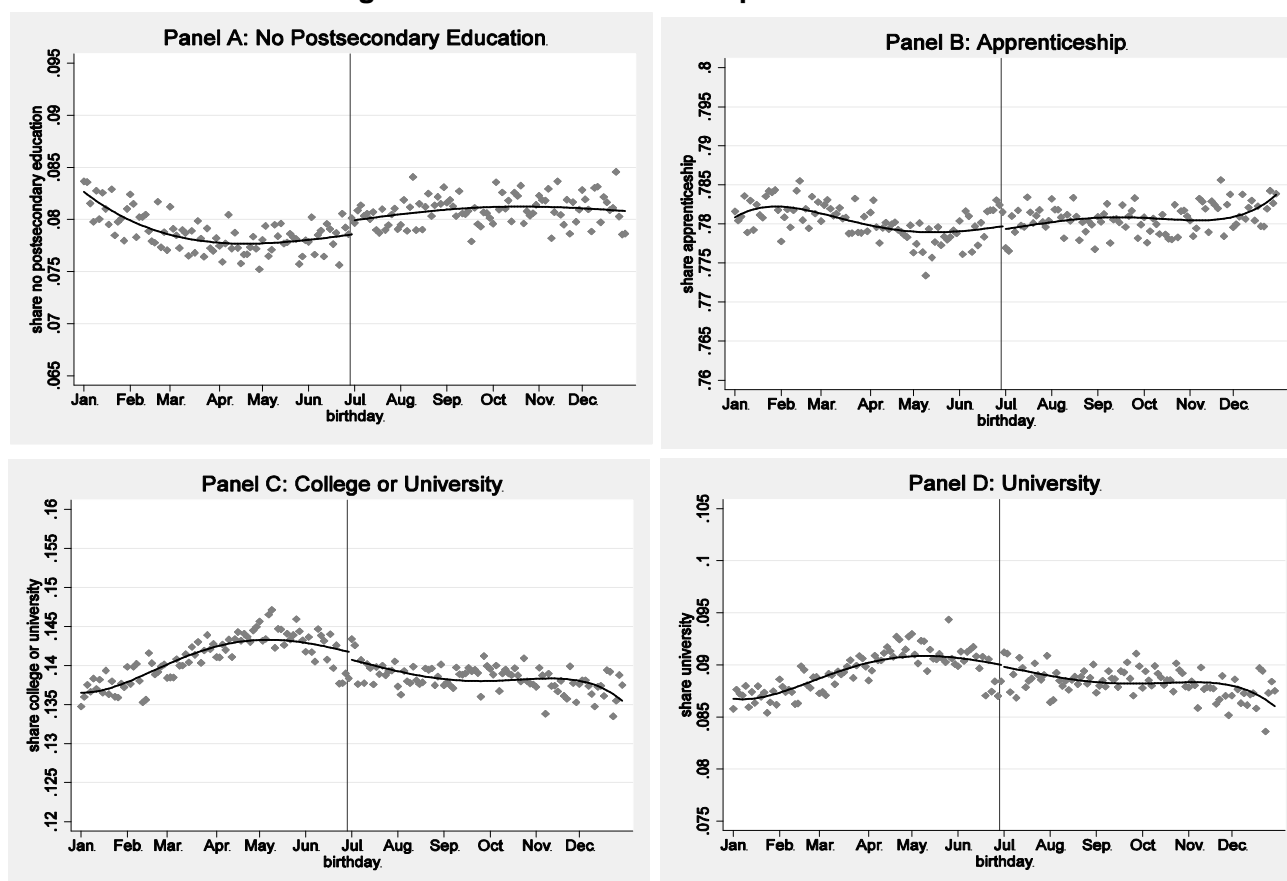 Panel A: No Postsecondary Education.
share no postsecondary education
.095
.09
.085
.08
.075
.07
.065
Jan. Feb. Mar. Apr. May. Jun. Jul. Aug. Sep. Oct. Nov. Dec.
birthday.
Panel B: Apprenticeship.
share apprenticeship
.8
.795
.79
.785
.78
.775
.77
.765
.76
Jan. Feb. Mar. Apr. May. Jun. Jul. Aug. Sep. Oct Nov. Dec.
birthday.
Panel C: College or University.
share college or university
.16
.155
.15
.145
.14
.135
.13
.125
.12
Jan. Feb. Mar. Apr. May. Jun. Jul. Aug. Sep. Oct Nov. Dec.
birthday.
Panel D: University.
share university
.105
.1
.095
.09
.085
.08
.075
Jan. Feb. Mar. Apr. May. Jun. Jul. Aug. Sep. Oct Nov. Dec.
birthday.